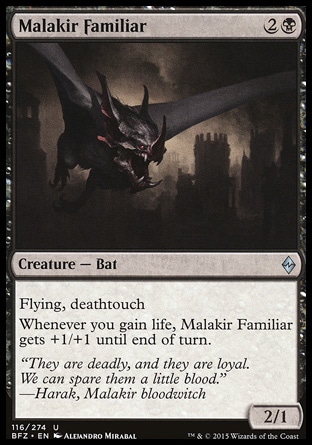 Malakir Familiar 2
Creature — Bat
Flying, deathtouch
Whenever you gain life, Malakir Familiar
gets +1/+1 until end of turn.
“They are deadly, and they are loyal.
We can spare them a little blood.”
—Harak, Malakir bloodwitch
2/1
116/274 U
BFZ • EN Alejandro Mirabal
™ & © 2015 Wizards of the Coast